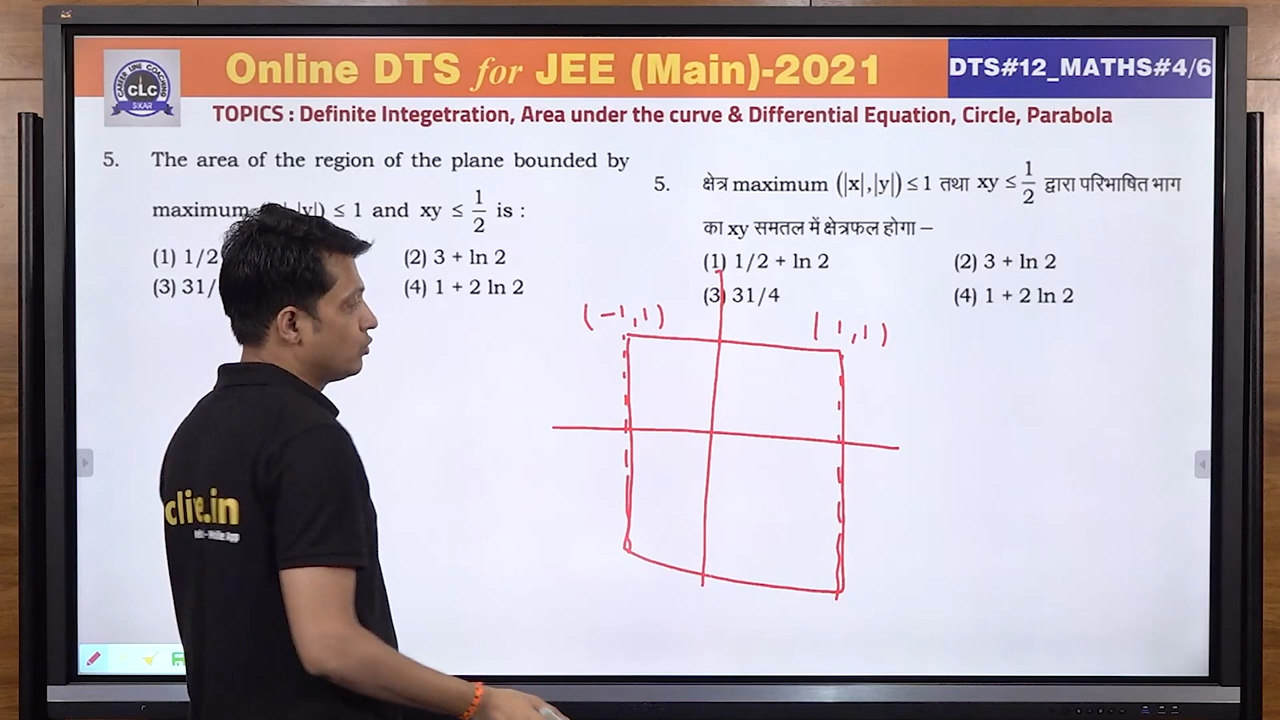 Online DTS for JEE (Main)-2021
DTS#12_MATHS#4/6
CAREER LINE COACHING
CLC
SIKAR
TOPICS : Definite Integetration, Area under the curve & Differential Equation, Circle, Parabola
5. The area of the region of the plane bounded by
maximum |y|) ≤ 1 and xy ≤ 1/2 is :
(1) 1/2 (2) 3 + ln 2
(3) 31/ (4) 1 + 2 ln 2
5. क्षेत्र maximum (|x|,|y|) ≤ 1 तथा xy ≤ 1/2 द्वारा परिभाषित भाग
का xy समतल में क्षेत्रफल होगा –
(1) 1/2 + ln 2 (2) 3 + ln 2
(3) 31/4 (4) 1 + 2 ln 2
(-1,1) (1,1)
clive.in